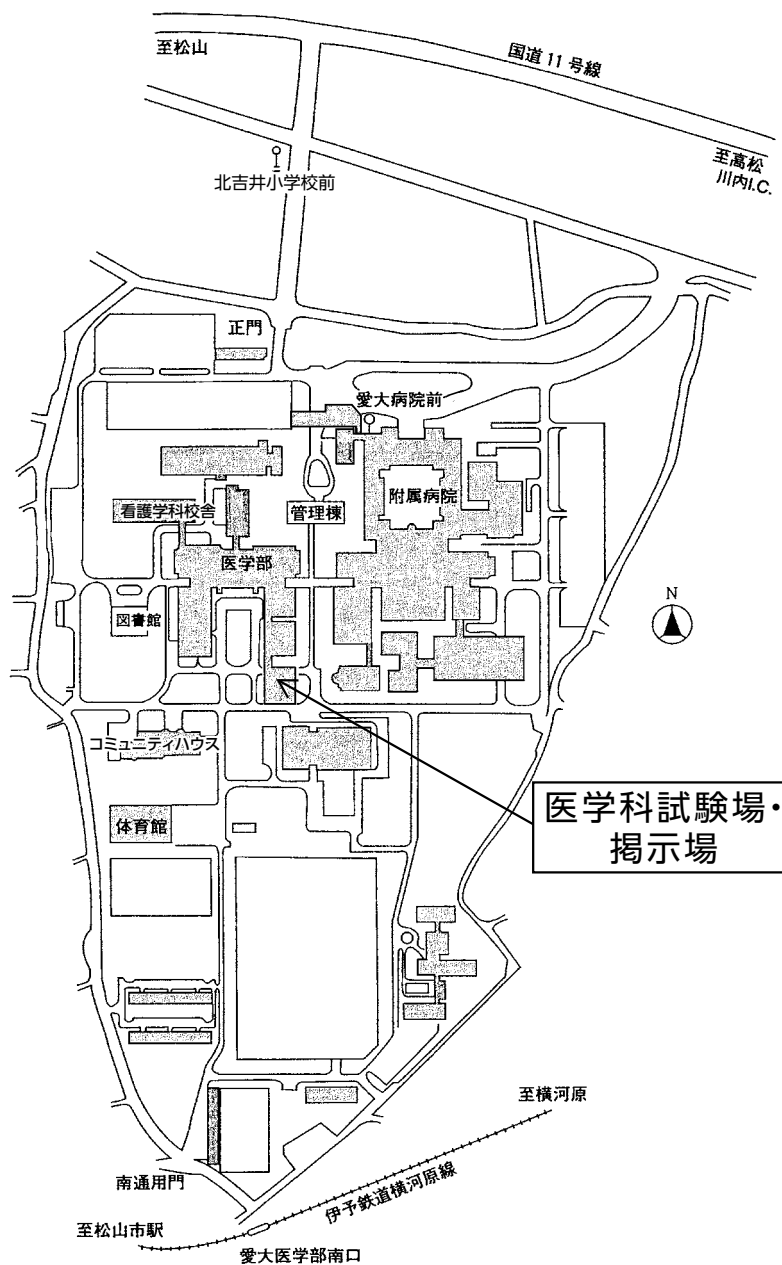 至松山
国道11号線
至高松
川内I.C.
北吉井小学校前
正門
愛大病院前
附属病院
看護学科校舎
管理棟
医学部
図書館
N
コミュニティハウス
医学科試験場・
掲示場
体育館
至横河原
南通用門
伊予鉄道横河原線
至松山市駅
愛大医学部南口